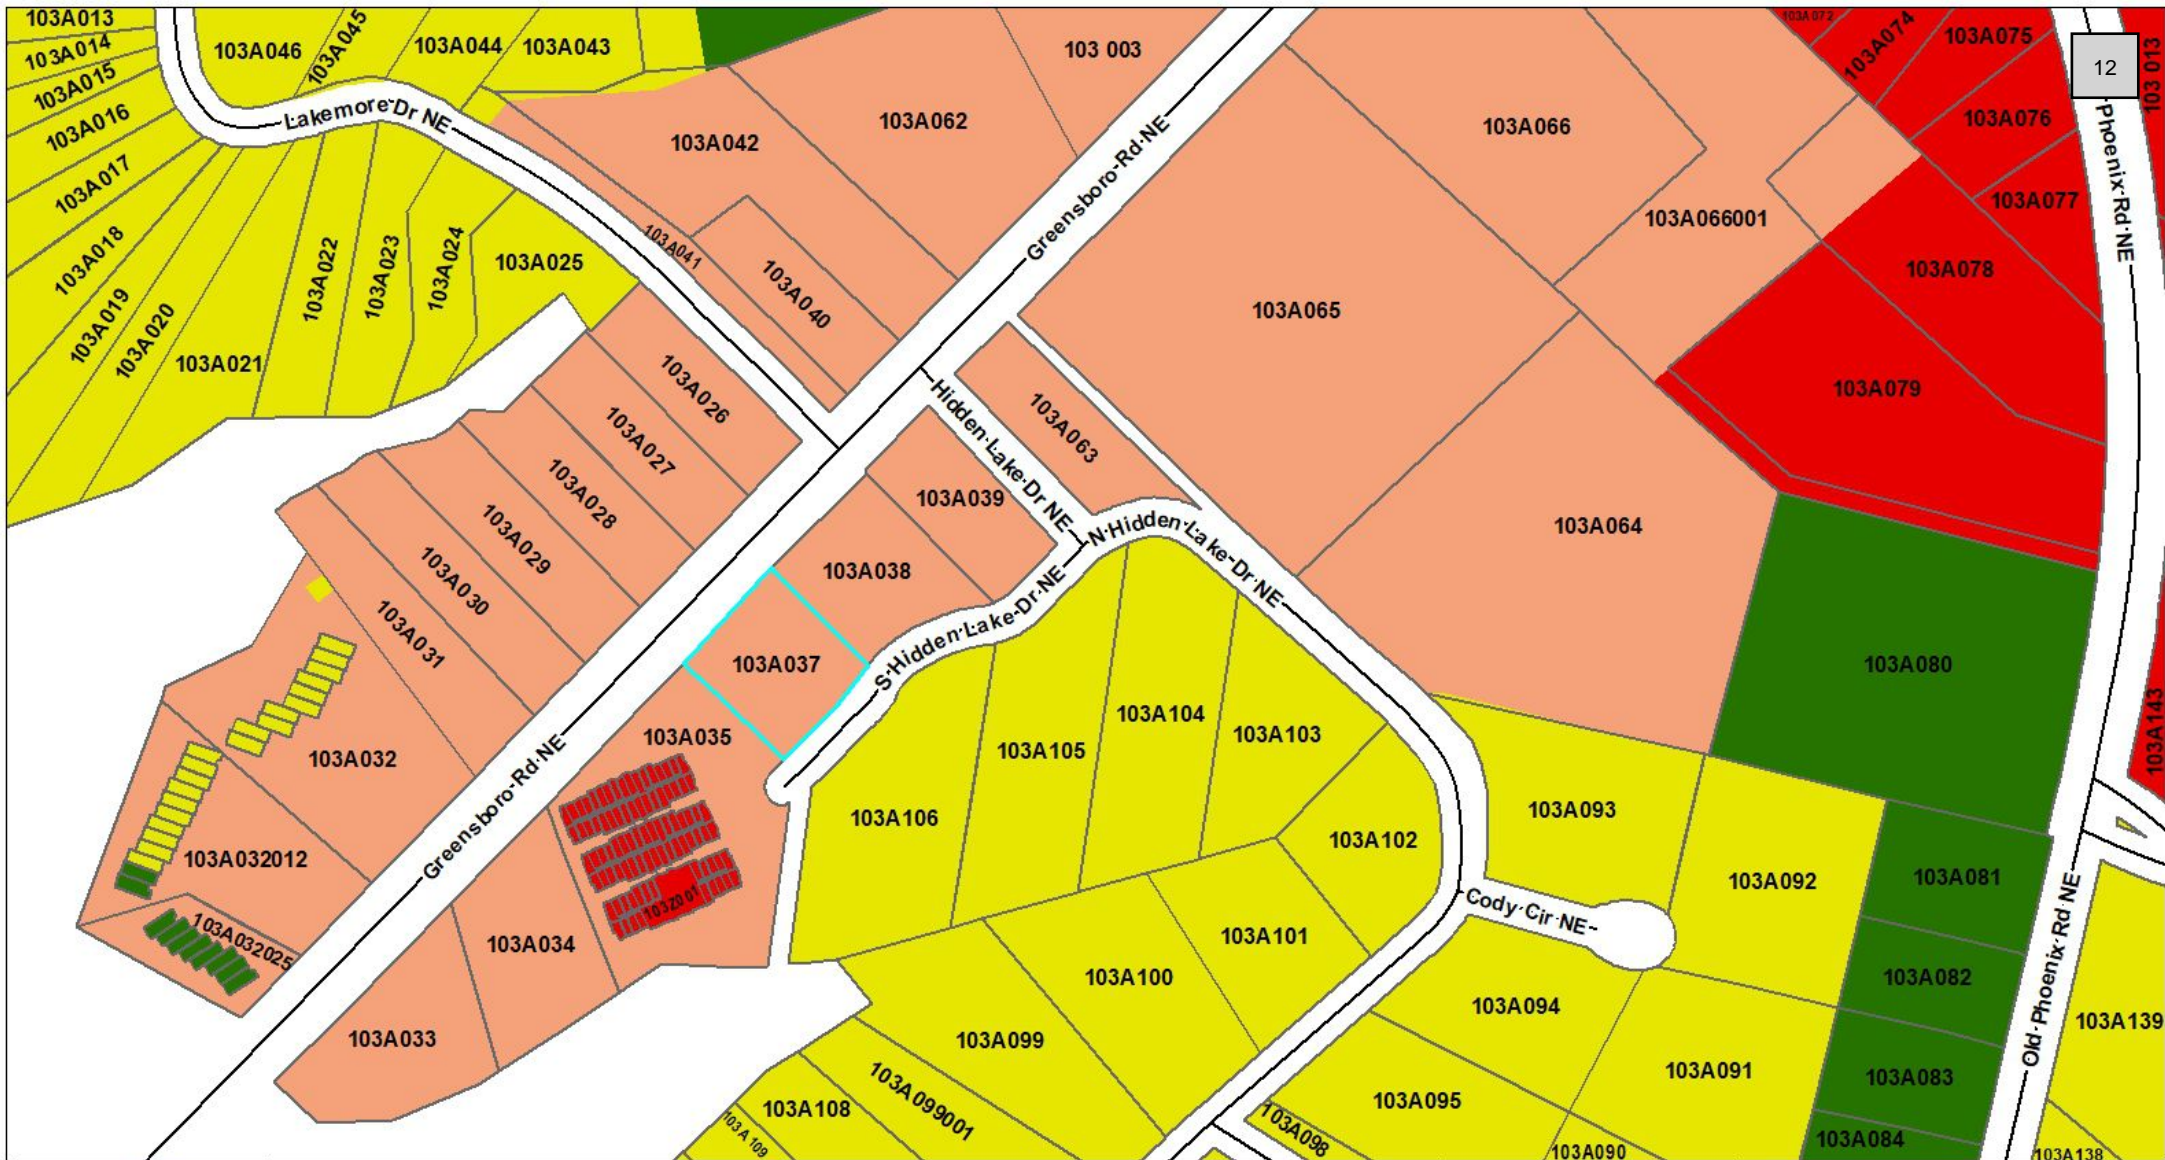 103A013
103A014
103A015
103A016
103A017
103A018
103A019
103A020
103A021
103A022
103A023
103A024
103A025
103A046
103A045
103A044
103A043
Lakemore Dr NE
103A042
103A062
103 003
103A041
103A040
Greensboro Rd NE
103A066
103A066001
103A065
103A072
103A074
103A075
103A076
103A077
103A078
103A079
12
103 013
Phoenix Rd NE
103A026
103A027
103A028
103A029
103A030
103A031
103A032
103A032012
103A032025
103A033
103A034
103A035
103Z001
Greensboro Rd NE
103A037
103A038
103A039
Hidden Lake Dr NE
103A063
N Hidden Lake Dr NE
S Hidden Lake Dr NE
103A064
103A080
103A143
103A106
103A105
103A104
103A103
103A102
103A101
103A100
103A099
103A099001
103A108
103A109
103A093
103A092
Cody Cir NE
103A094
103A091
103A095
103A098
103A090
103A081
103A082
103A083
103A084
Old Phoenix Rd NE
103A139
103A138